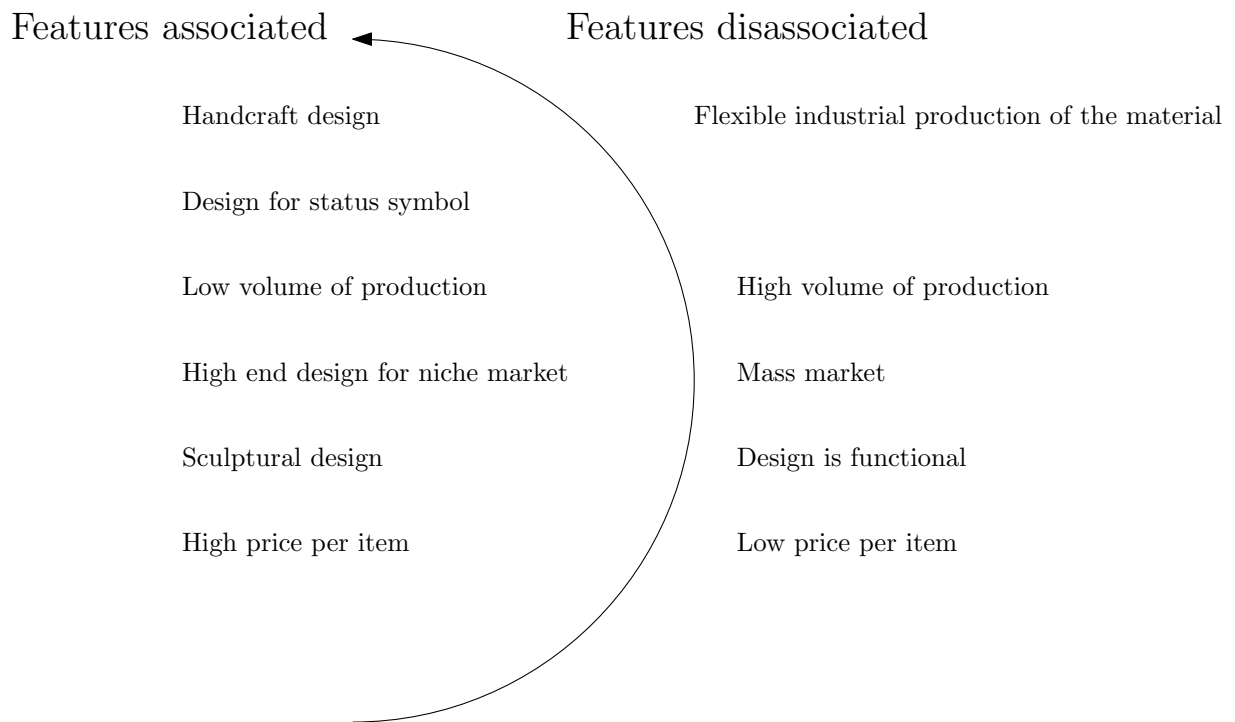 Features associated
Features disassociated
Handcraft design
Flexible industrial production of the material
Design for status symbol
Low volume of production
High volume of production
High end design for niche market
Mass market
Sculptural design
Design is functional
High price per item
Low price per item